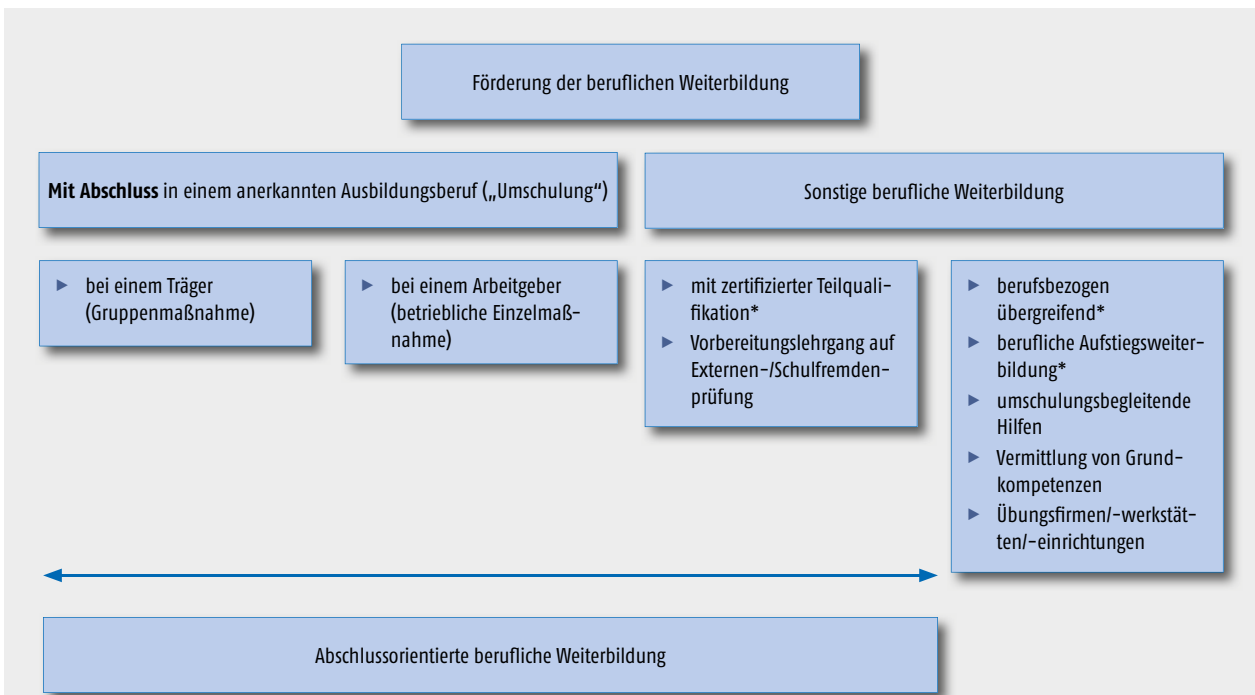 Förderung der beruflichen Weiterbildung
Mit Abschluss in einem anerkannten Ausbildungsberuf („Umschulung“)
Sonstige berufliche Weiterbildung
▶ bei einem Träger
(Gruppenmaßnahme)
▶ bei einem Arbeitgeber
(betriebliche Einzelmaß-
nahme)
▶ mit zertifizierter Teilquali-
fikation*
▶ Vorbereitungslehrgang auf
Externen-/Schulfremden-
prüfung
▶ berufsbezogen
übergreifend*
▶ berufliche Aufstiegsweiter-
bildung*
▶ umschulungsbegleitende
Hilfen
▶ Vermittlung von Grund-
kompetenzen
▶ Übungsfirmen/-werkstät-
ten/-einrichtungen
Abschlussorientierte berufliche Weiterbildung